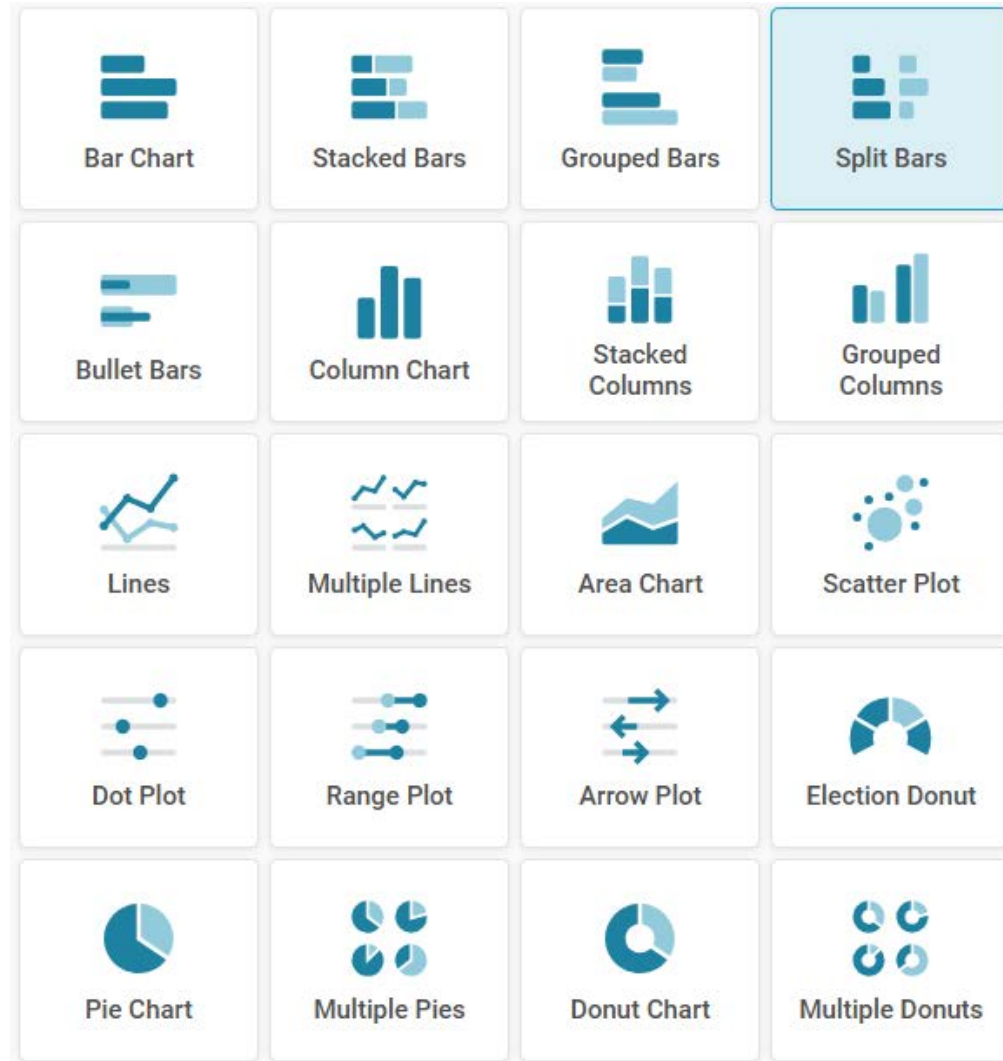 Bar Chart
Stacked Bars
Grouped Bars
Split Bars
Bullet Bars
Column Chart
Stacked
Columns
Grouped
Columns
Lines
Multiple Lines
Area Chart
Scatter Plot
Dot Plot
Range Plot
Arrow Plot
Election Donut
Pie Chart
Multiple Pies
Donut Chart
Multiple Donuts